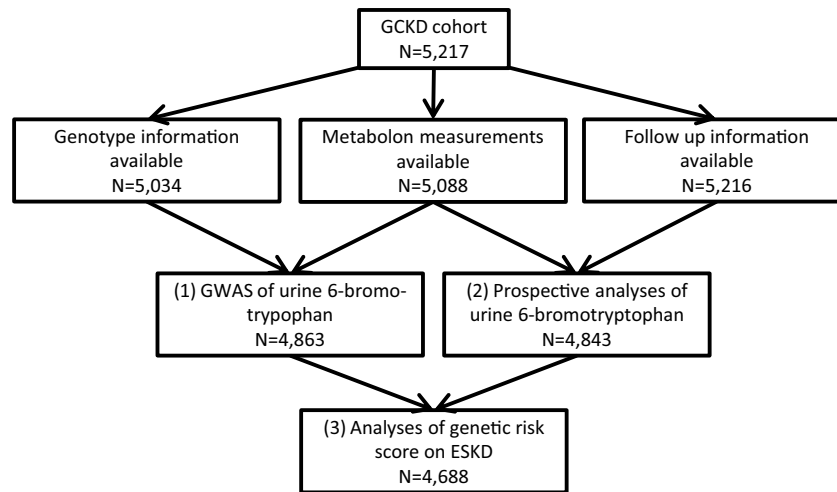 GCKD cohort
N=5,217
Genotype information
available
N=5,034
Metabolon measurements
available
N=5,088
Follow up information
available
N=5,216
(1) GWAS of urine 6-bromo-
trypophan
N=4,863
(2) Prospective analyses of
urine 6-bromotryptophan
N=4,843
(3) Analyses of genetic risk
score on ESKD
N=4,688